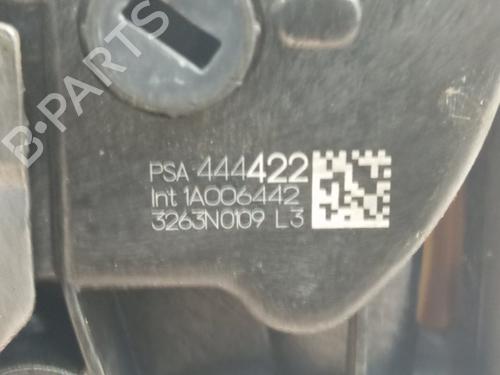 B-PARTS
PSA 444422
Int 1A006442
3263N0109 L3